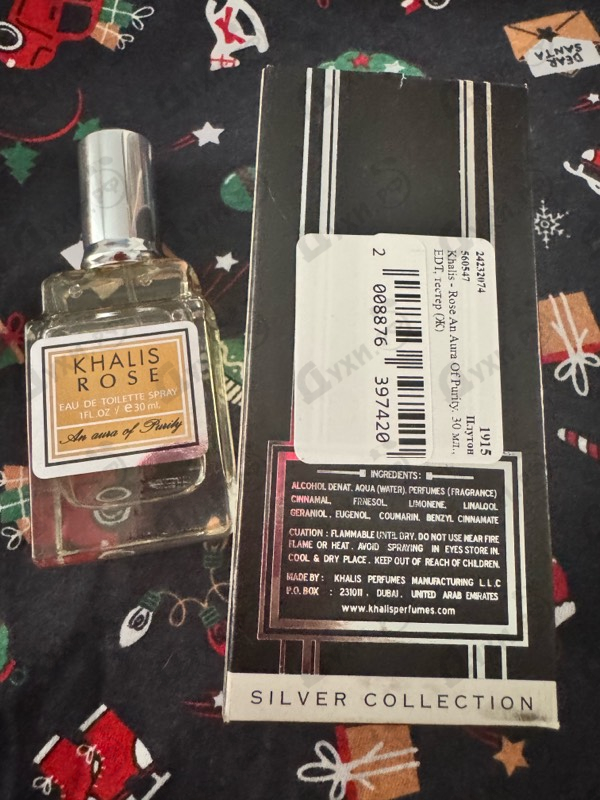 DEAR
SANTA
KHALIS
ROSE
EAU DE TOILETTE SPRAY
1FL.OZ / e 30 ml.
An aura of Purity
24232074
560547
Khalis - Rose An Aura Of Purity. 30 мл.,
EDT, тестер (Ж)
1915
Плутон
2 008876 397420
INGREDIENTS:
ALCOHOL DENAT, AQUA (WATER), PERFUMES (FRAGRANCE)
CINNAMAL, FRNESOL, LIMONENE, LINALOOL
GERANIOL, EUGENOL, COUMARIN, BENZYL CINNAMATE
CUATION : FLAMMABLE UNTIL DRY. DO NOT USE NEAR FIRE
FLAME OR HEAT. AVOID SPRAYING IN EYES STORE IN
COOL & DRY PLACE. KEEP OUT OF REACH OF CHILDREN.
MADE BY : KHALIS PERFUMES MANUFACTURING L.L.C
P.O. BOX : 231011, DUBAI, UNITED ARAB EMIRATES
www.khalisperfumes.com
SILVER COLLECTION
Духи.рф